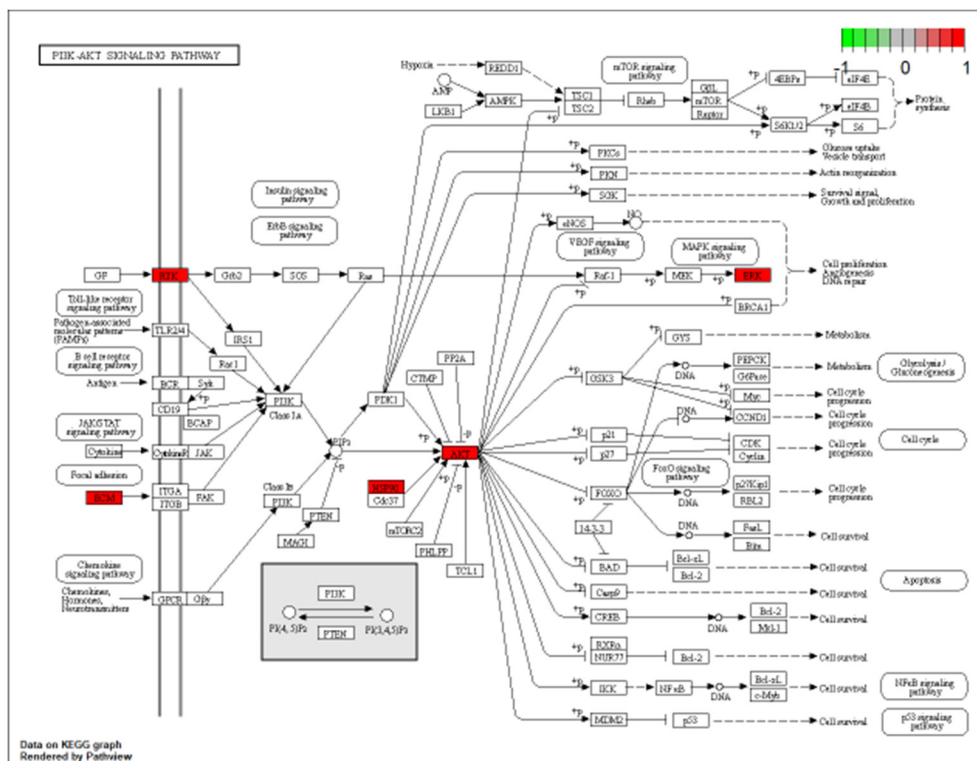 PI3K-AKT SIGNALING PATHWAY
-1 0 1
Hypoxia
REDD1
mTOR signaling
pathway
AMP
LKB1
AMPK
TSC1
TSC2
Rheb
GβL
mTOR
Raptor
4EBPs
eIF4E
eIF4B
S6K1/2
S6
Protein
synthesis
PKCs
Glucose uptake
Vesicle transport
PKN
Actin reorganization
SGK
Survival signal,
Growth and proliferation
Insulin signaling
pathway
ErbB signaling
pathway
eNOS
NO
VEGF signaling
pathway
MAPK signaling
pathway
GF
RTK
Grb2
SOS
Ras
Raf-1
MEK
ERK
Cell proliferation
Angiogenesis
DNA repair
BRCA1
Toll-like receptor
signaling pathway
Pathogen-associated
molecular patterns
(PAMPs)
TLR2/4
IRS1
Rac1
B cell receptor
signaling pathway
Antigen
BCR
Syk
CD19
BCAP
PI3K
Class IA
PDK1
CTMP
PP2A
GYS
Metabolism
GSK3
DNA
PEPCK
G6Pase
Metabolism
Glycolysis/
Gluconeogenesis
Myc
Cell cycle
progression
DNA
CCND1
Cell cycle
progression
JAK/STAT
signaling pathway
Cytokine
CytokineR
JAK
PIP3
AKT
p21
p27
CDK
Cyclin
Cell cycle
progression
Cell cycle
Focal adhesion
ECM
ITGA
ITGB
FAK
Class IB
PI3K
PTEN
MAGI
HSP90
Cdc37
mTORC2
PHLPP
TCL1
FoxO signaling
pathway
FOXO
DNA
p27Kip1
RBL2
Cell cycle
progression
14-3-3
DNA
FasL
Bim
Cell survival
BAD
Bcl-xL
Bcl-2
Cell survival
Apoptosis
Chemokine
signaling pathway
Chemokines,
Hormones,
Neurotransmitters
GPCR
Gβγ
PI3K
PI(4,5)P2
PI(3,4,5)P3
PTEN
Casp9
Cell survival
CREB
DNA
Bcl-2
Mcl-1
Cell survival
RXRα
NUR77
Bcl-2
Cell survival
IKK
NFκB
DNA
Bcl-xL
c-Myb
Cell survival
NFκB signaling
pathway
MDM2
p53
Cell survival
p53 signaling
pathway
Data on KEGG graph
Rendered by Pathview